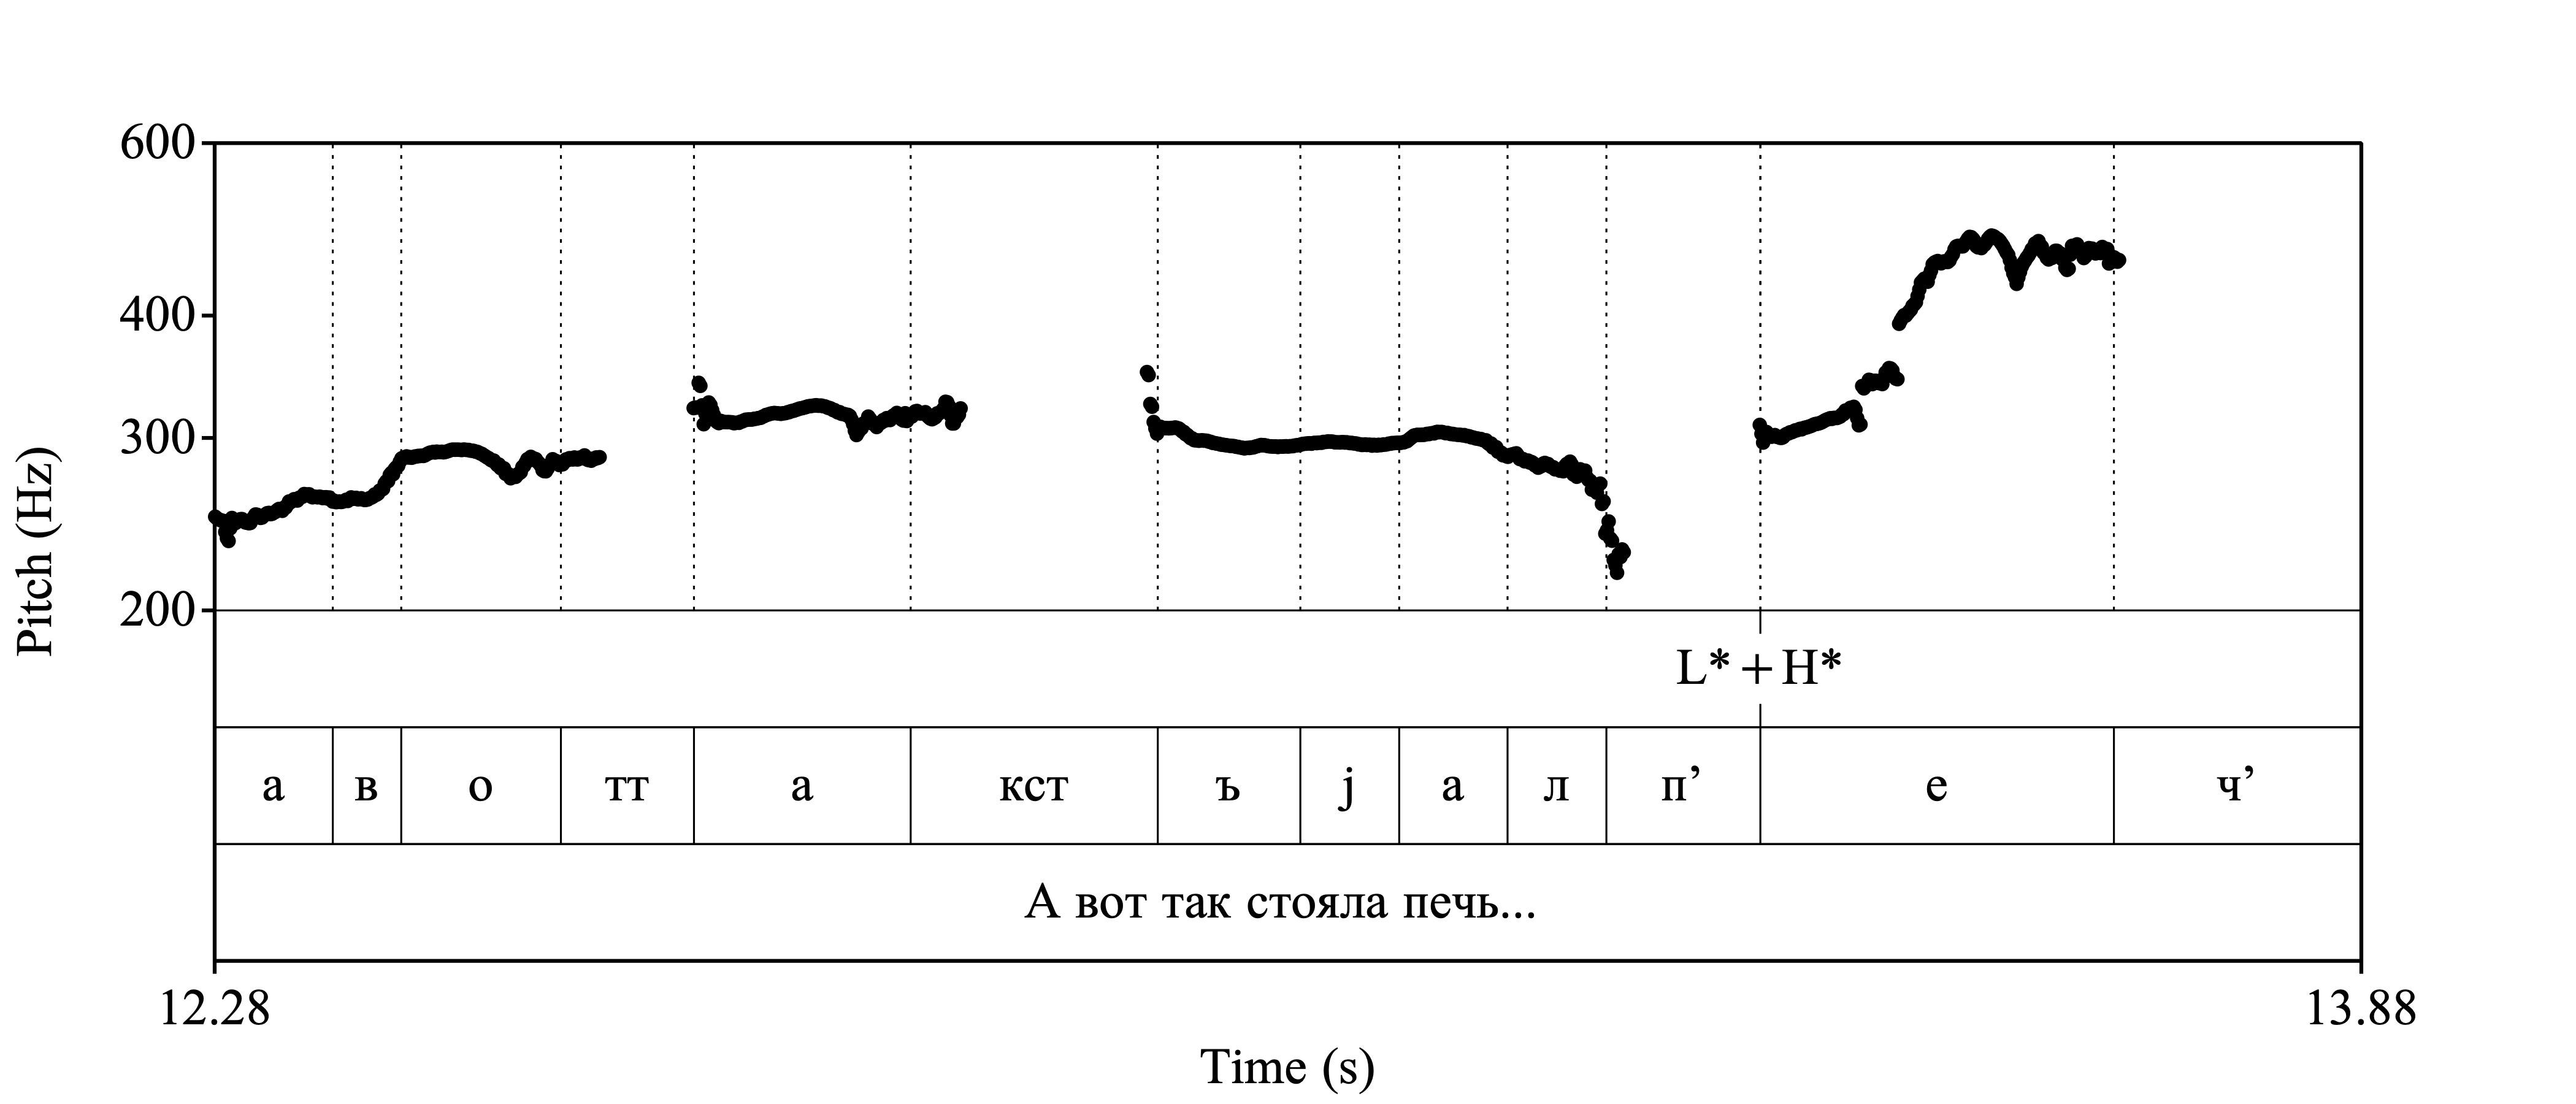 600
400
300
200
Pitch (Hz)
L*+H*
а в о тт а кст ъ j а л п’ е ч’
А вот так стояла печь...
12.28 13.88
Time (s)